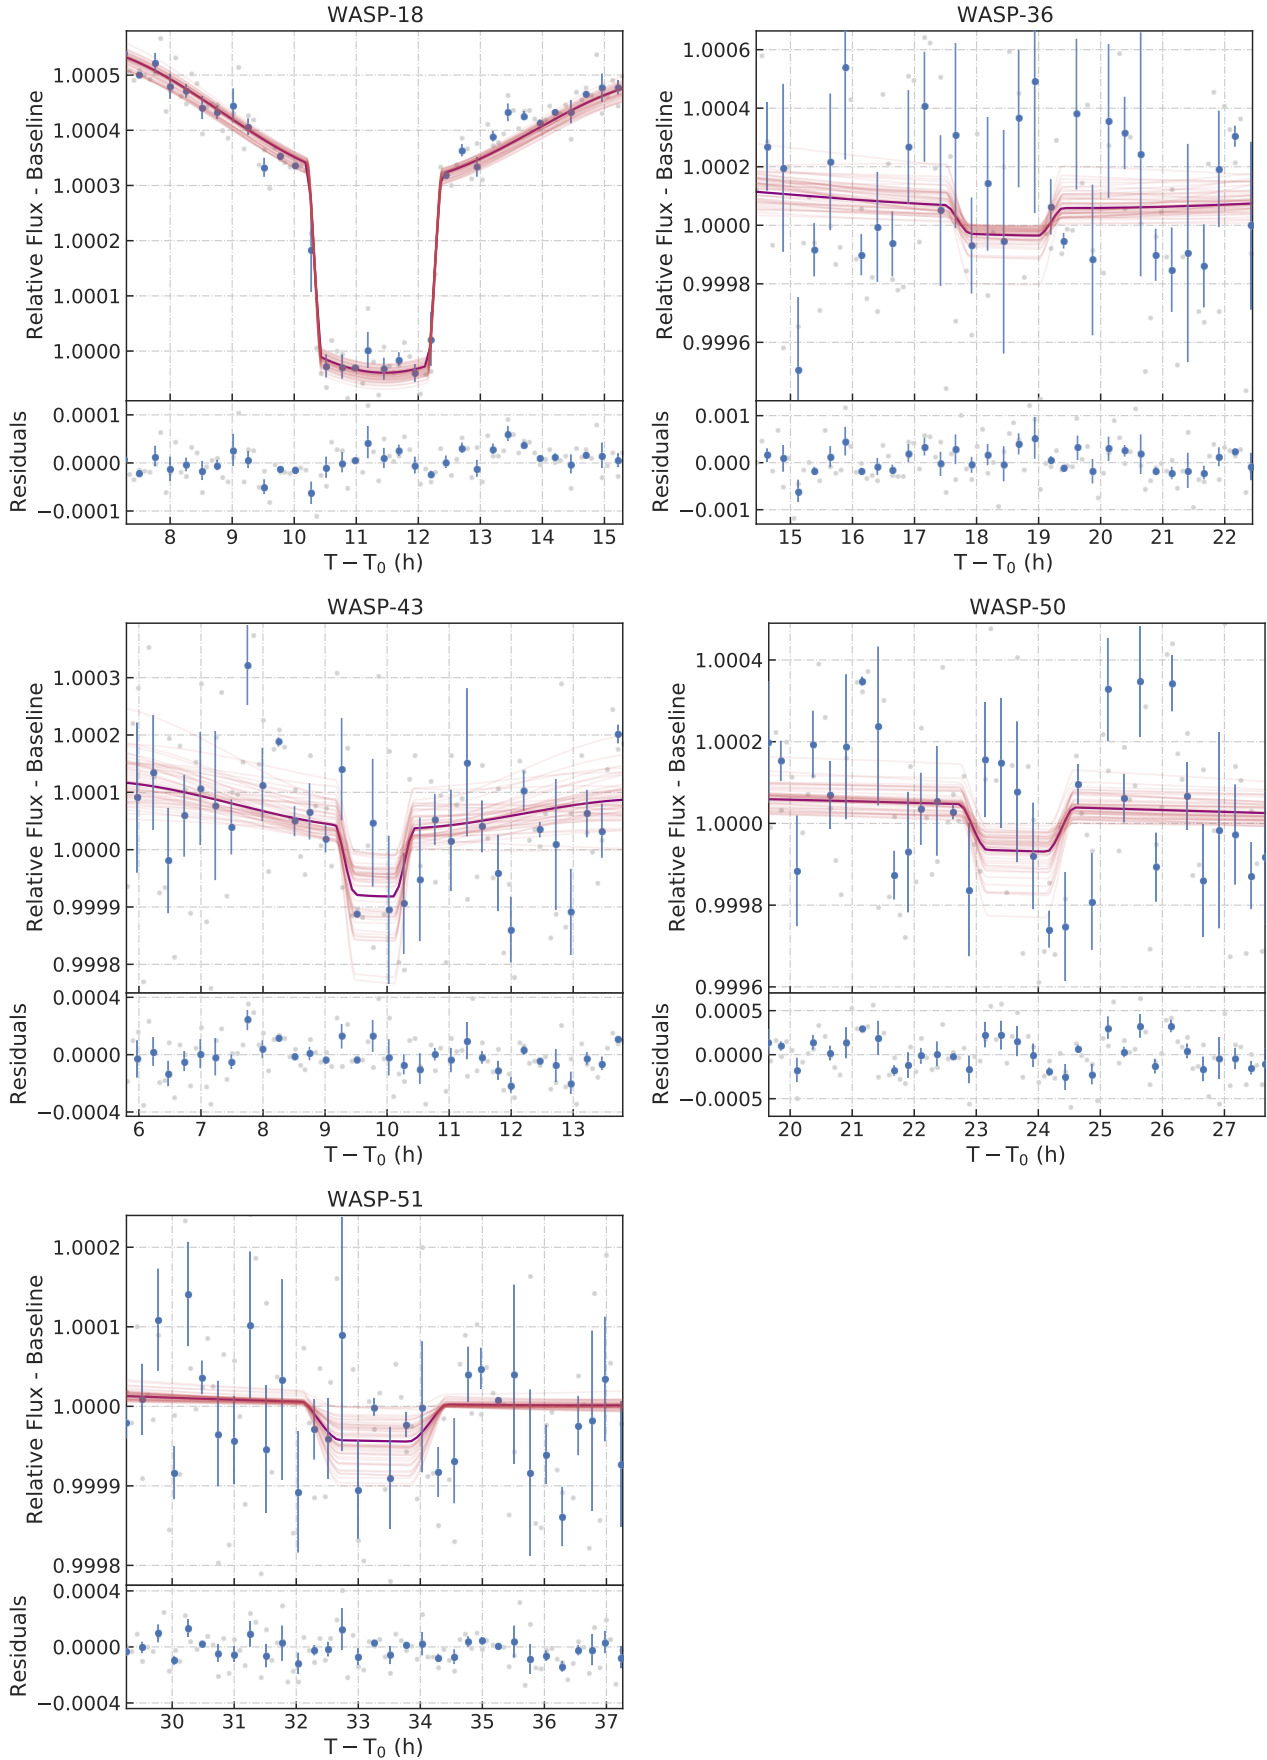 WASP-18
Relative Flux - Baseline
1.0005
1.0004
1.0003
1.0002
1.0001
1.0000
Residuals
0.0001
0.0000
−0.0001
8 9 10 11 12 13 14 15
T − T0 (h)
WASP-36
Relative Flux - Baseline
1.0006
1.0004
1.0002
1.0000
0.9998
0.9996
Residuals
0.001
0.000
−0.001
15 16 17 18 19 20 21 22
T − T0 (h)
WASP-43
Relative Flux - Baseline
1.0003
1.0002
1.0001
1.0000
0.9999
0.9998
Residuals
0.0004
0.0000
−0.0004
6 7 8 9 10 11 12 13
T − T0 (h)
WASP-50
Relative Flux - Baseline
1.0004
1.0002
1.0000
0.9998
0.9996
Residuals
0.0005
0.0000
−0.0005
20 21 22 23 24 25 26 27
T − T0 (h)
WASP-51
Relative Flux - Baseline
1.0002
1.0001
1.0000
0.9999
0.9998
Residuals
0.0004
0.0000
−0.0004
30 31 32 33 34 35 36 37
T − T0 (h)